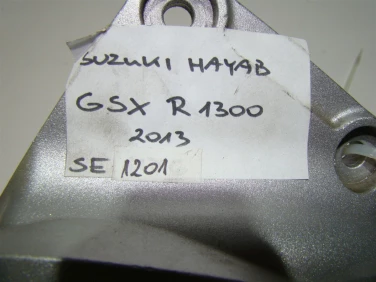 SUZUKI HAYAB
GSX R 1300
2013
SE 1201